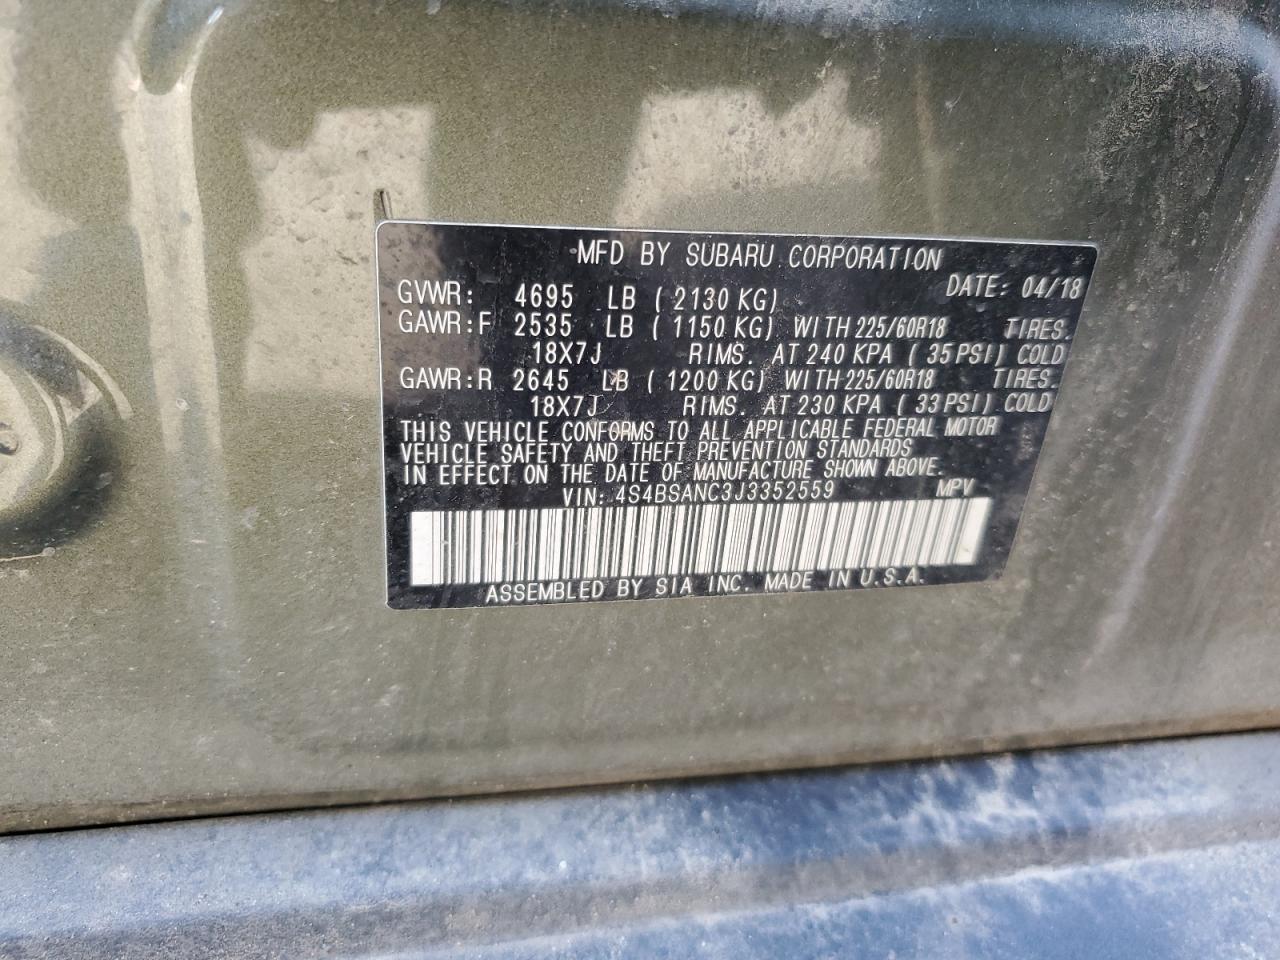 MFD BY SUBARU CORPORATION
DATE: 04/18
GVWR: 4695 LB (2130 KG)
GAWR:F 2535 LB (1150 KG) WITH 225/60R18 TIRES.
18X7J RIMS. AT 240 KPA (35 PSI) COLD
GAWR:R 2645 LB (1200 KG) WITH 225/60R18 TIRES.
18X7J RIMS. AT 230 KPA (33 PSI) COLD
THIS VEHICLE CONFORMS TO ALL APPLICABLE FEDERAL MOTOR
VEHICLE SAFETY AND THEFT PREVENTION STANDARDS
IN EFFECT ON THE DATE OF MANUFACTURE SHOWN ABOVE.
VIN: 4S4BSANC3J3352559 MPV
ASSEMBLED BY SIA INC. MADE IN U.S.A.